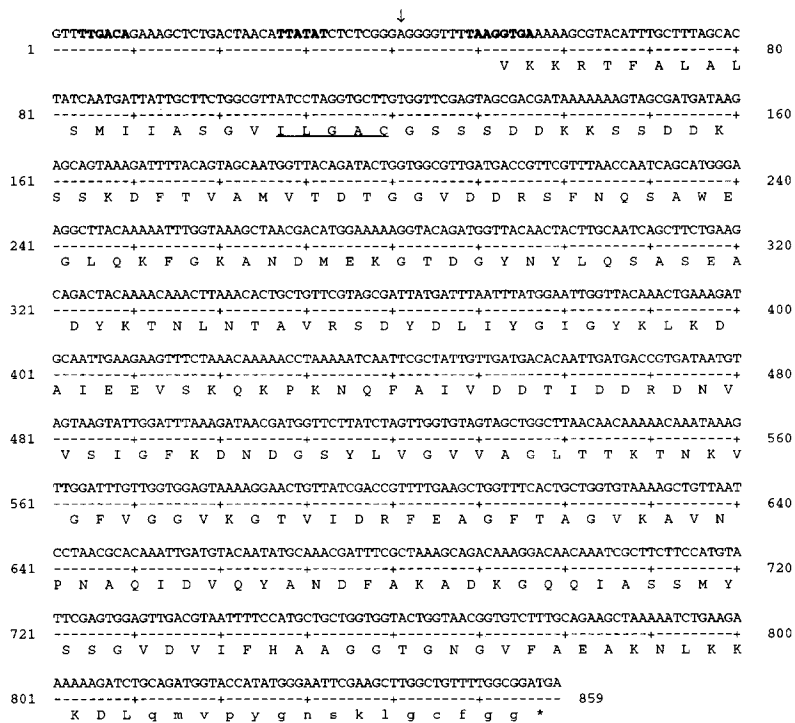 ↓
GTTTTGACAGAAAGCTCTGACTAACATTATATCTCTCGGGAGGGGTTTTAAGGTGAAAAAGCGTACATTTGCTTTAGCAC
1 ---------+---------+---------+---------+---------+---------+---------+---------+ 80
V K K R T F A L A L
TATCAATGATTATTGCTTCTGGCGTTATCCTAGGTGCTTGTGGTTCGAGTAGCGACGATAAAAAAAGTAGCGATGATAAG
81 ---------+---------+---------+---------+---------+---------+---------+---------+ 160
S M I I A S G V I L G A C G S S S D D K K S S D D K
AGCAGTAAAGATTTTACAGTAGCAATGGTTACAGATACTGGTGGCGTTGATGACCGTTCGTTTAACCAATCAGCATGGGA
161 ---------+---------+---------+---------+---------+---------+---------+---------+ 240
S S K D F T V A M V T D T G G V D D R S F N Q S A W E
AGGCTTACAAAAATTTGGTAAAGCTAACGACATGGAAAAAGGTACAGATGGTTACAACTACTTGCAATCAGCTTCTGAAG
241 ---------+---------+---------+---------+---------+---------+---------+---------+ 320
G L Q K F G K A N D M E K G T D G Y N Y L Q S A S E A
CAGACTACAAAACAAACTTAAACACTGCTGTTCGTAGCGATTATGATTTAATTTATGGAATTGGTTACAAACTGAAAGAT
321 ---------+---------+---------+---------+---------+---------+---------+---------+ 400
D Y K T N L N T A V R S D Y D L I Y G I G Y K L K D
GCAATTGAAGAAGTTTCTAAACAAAAACCTAAAAATCAATTCGCTATTGTTGATGACACAATTGATGACCGTGATAATGT
401 ---------+---------+---------+---------+---------+---------+---------+---------+ 480
A I E E V S K Q K P K N Q F A I V D D T I D D R D N V
AGTAAGTATTGGATTTAAAGATAACGATGGTTCTTATCTAGTTGGTGTAGTAGCTGGCTTAACAACAAAAACAAATAAAG
481 ---------+---------+---------+---------+---------+---------+---------+---------+ 560
V S I G F K D N D G S Y L V G V V A G L T T K T N K V
TTGGATTTGTTGGTGGAGTAAAAGGAACTGTTATCGACCGTTTTGAAGCTGGTTTCACTGCTGGTGTAAAAGCTGTTAAT
561 ---------+---------+---------+---------+---------+---------+---------+---------+ 640
G F V G G V K G T V I D R F E A G F T A G V K A V N
CCTAACGCACAAATTGATGTACAATATGCAAACGATTTCGCTAAAGCAGACAAAGGACAACAAATCGCTTCTTCCATGTA
641 ---------+---------+---------+---------+---------+---------+---------+---------+ 720
P N A Q I D V Q Y A N D F A K A D K G Q Q I A S S M Y
TTCGAGTGGAGTTGACGTAATTTTCCATGCTGCTGGTGGTACTGGTAACGGTGTCTTTGCAGAAGCTAAAAATCTGAAGA
721 ---------+---------+---------+---------+---------+---------+---------+---------+ 800
S S G V D V I F H A A G G T G N G V F A E A K N L K K
AAAAAGATCTGCAGATGGTACCATATGGGAATTCGAAGCTTGGCTGTTTTGGCGGATGA
801 ---------+---------+---------+---------+---------+--------- 859
K D L q m v p y g n s k l g c f g g *